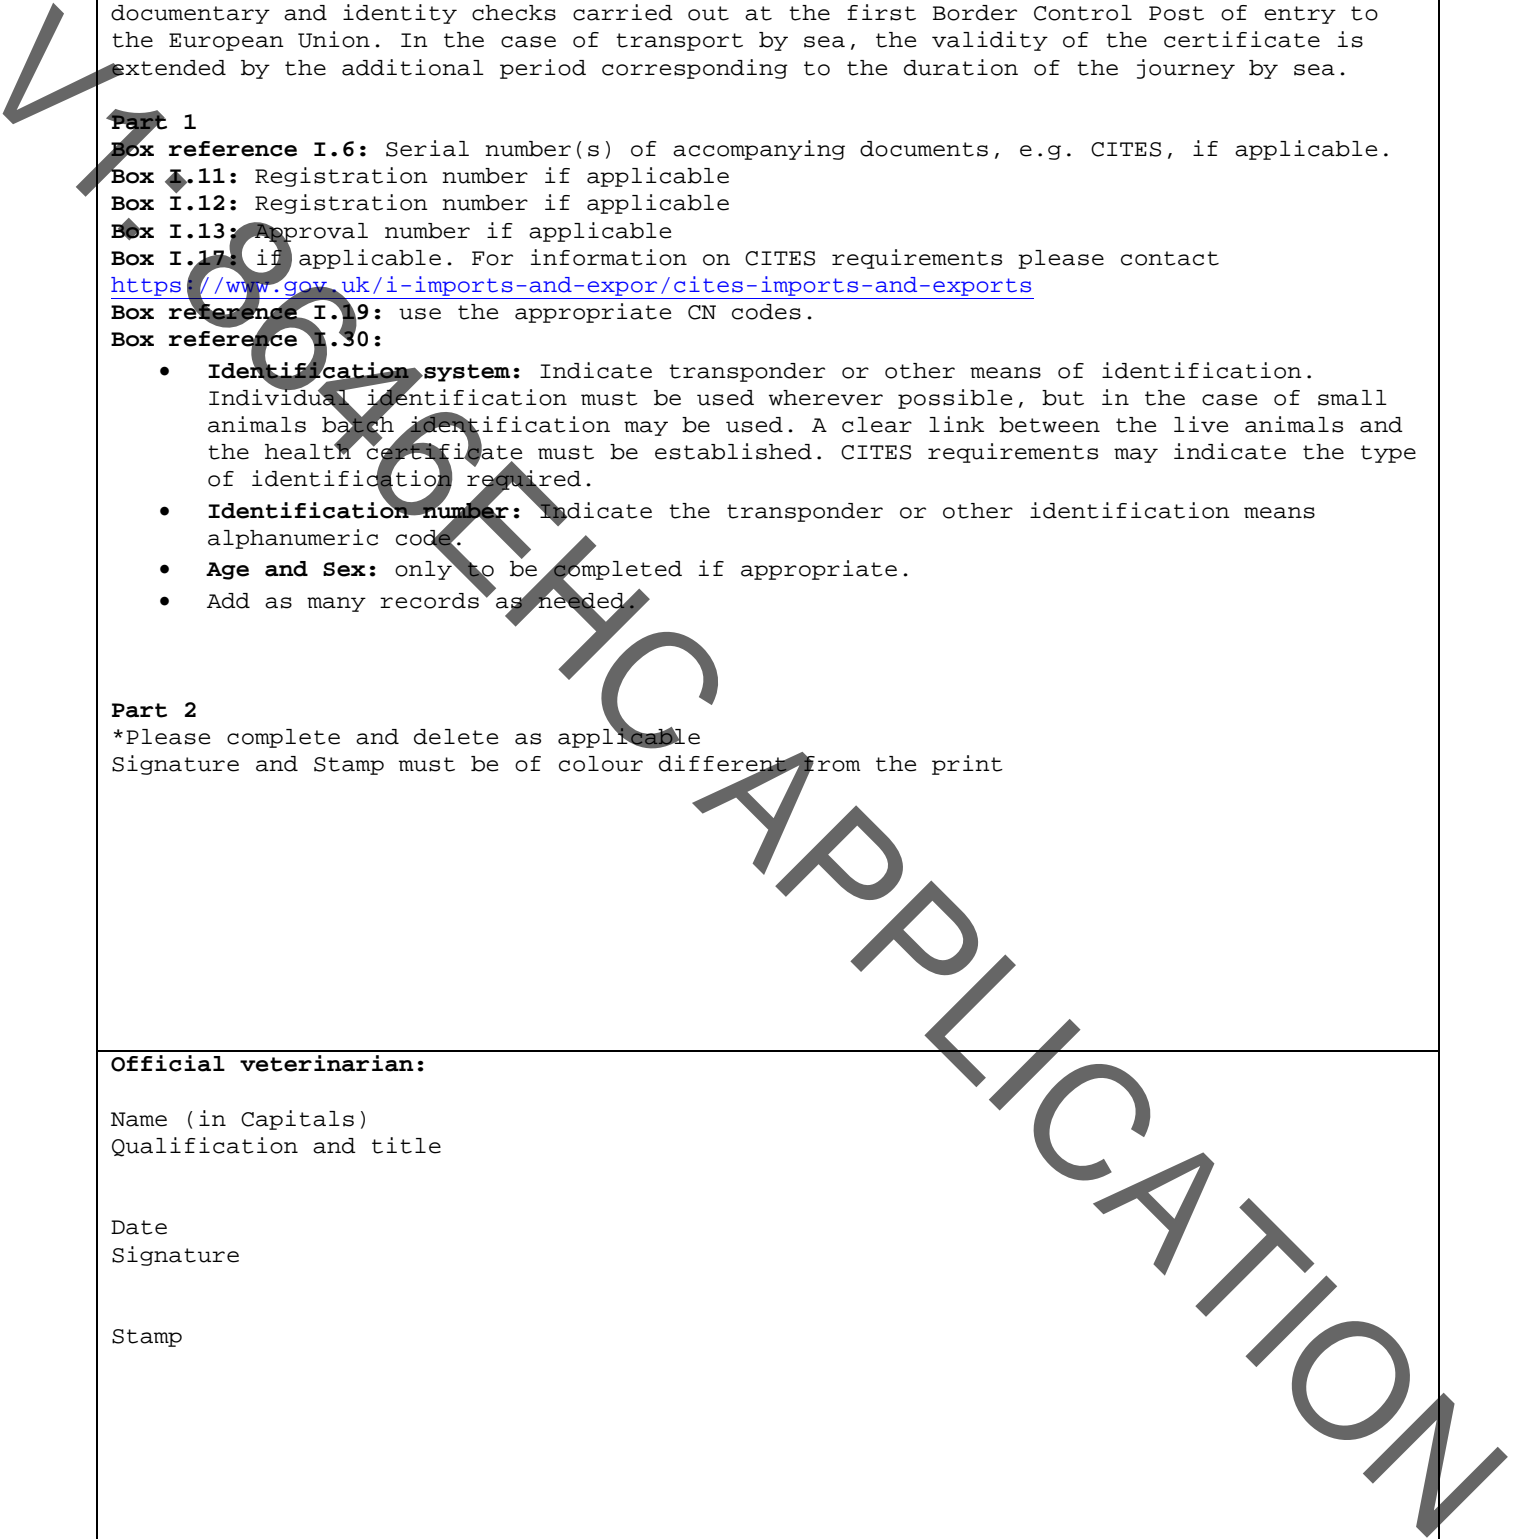 documentary and identity checks carried out at the first Border Control Post of entry to
the European Union. In the case of transport by sea, the validity of the certificate is
extended by the additional period corresponding to the duration of the journey by sea.
Part 1
Box reference I.6: Serial number(s) of accompanying documents, e.g. CITES, if applicable.
Box I.11: Registration number if applicable
Box I.12: Registration number if applicable
Box I.13: Approval number if applicable
Box I.17: if applicable. For information on CITES requirements please contact
https://www.gov.uk/i-imports-and-expor/cites-imports-and-exports
Box reference I.19: use the appropriate CN codes.
Box reference I.30:
• Identification system: Indicate transponder or other means of identification.
Individual identification must be used wherever possible, but in the case of small
animals batch identification may be used. A clear link between the live animals and
the health certificate must be established. CITES requirements may indicate the type
of identification required.
• Identification number: Indicate the transponder or other identification means
alphanumeric code.
• Age and Sex: only to be completed if appropriate.
• Add as many records as needed.
Part 2
*Please complete and delete as applicable
Signature and Stamp must be of colour different from the print
Official veterinarian:
Name (in Capitals)
Qualification and title
Date
Signature
Stamp
V1: 8646EHC APPLICATION